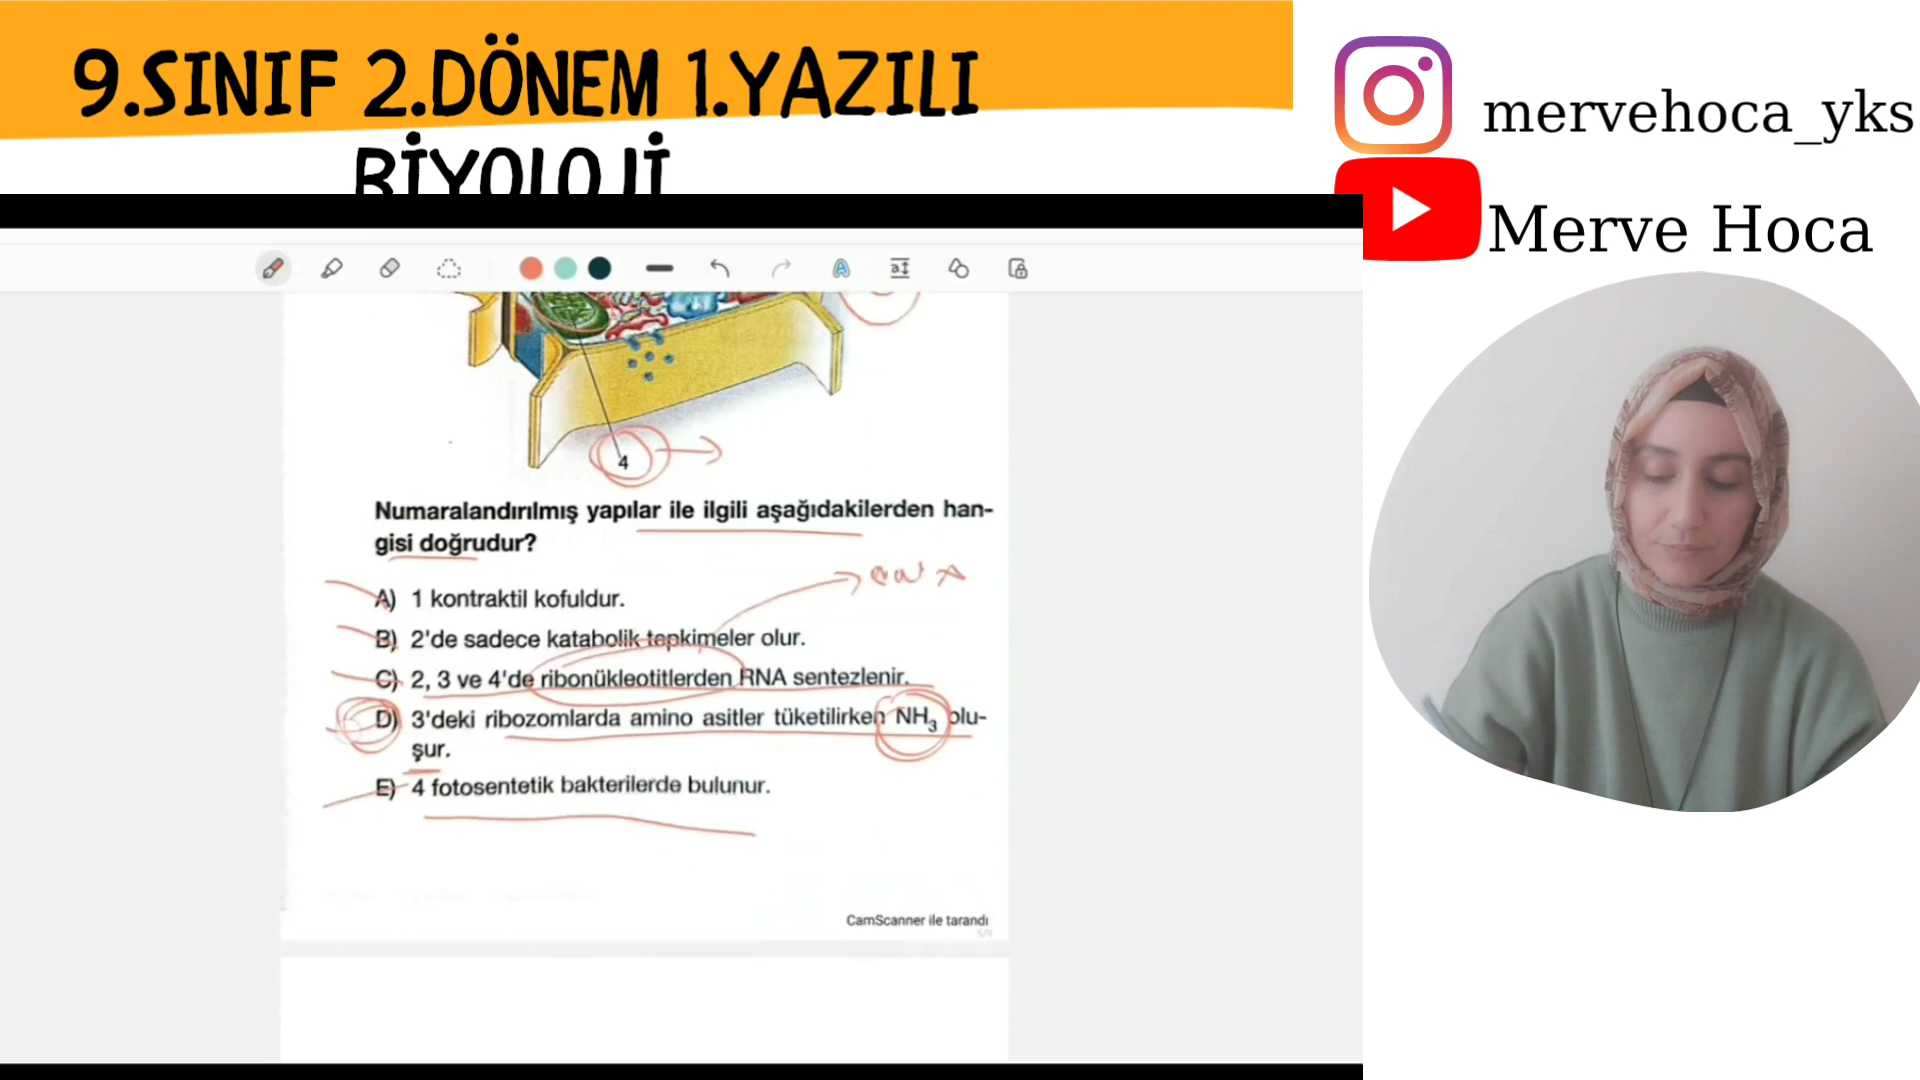 9.SINIF 2.DÖNEM 1.YAZILI
BİYOLOJİ
mervehoca_yks
Merve Hoca
4
Numaralandırılmış yapılar ile ilgili aşağıdakilerden han-
gisi doğrudur?
A) 1 kontraktil kofuldur.
B) 2'de sadece katabolik tepkimeler olur.
C) 2, 3 ve 4'de ribonükleotitlerden RNA sentezlenir.
D) 3'deki ribozomlarda amino asitler tüketilirken NH3 olu-
şur.
E) 4 fotosentetik bakterilerde bulunur.
CamScanner ile tarandı